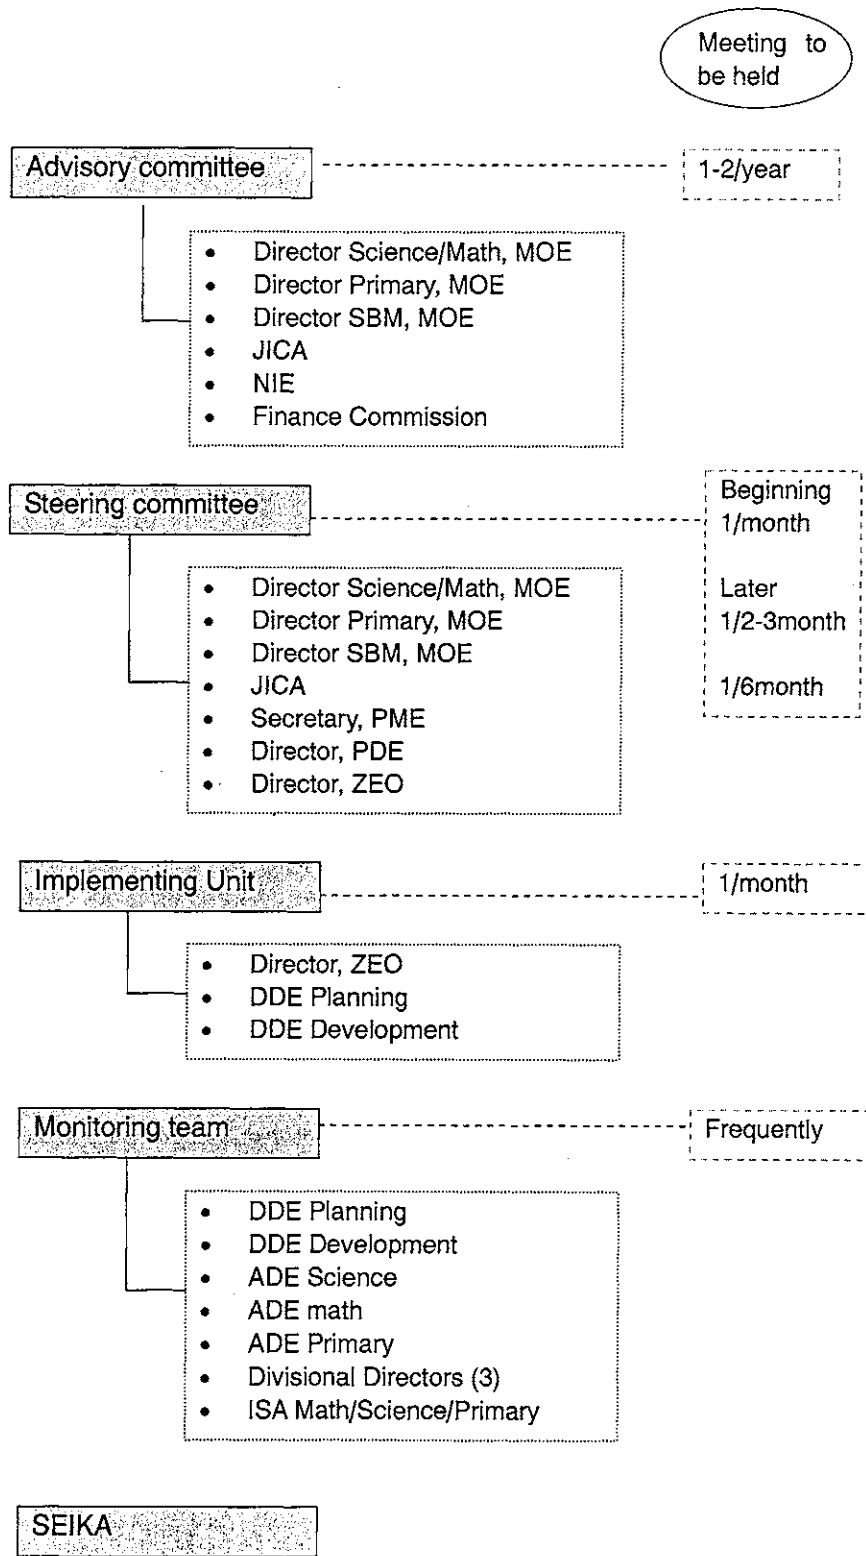 Meeting to
be held
Advisory committee
1-2/year
• Director Science/Math, MOE
• Director Primary, MOE
• Director SBM, MOE
• JICA
• NIE
• Finance Commission
Steering committee
Beginning
1/month
Later
1/2-3month
1/6month
• Director Science/Math, MOE
• Director Primary, MOE
• Director SBM, MOE
• JICA
• Secretary, PME
• Director, PDE
• Director, ZEO
Implementing Unit
1/month
• Director, ZEO
• DDE Planning
• DDE Development
Monitoring team
Frequently
• DDE Planning
• DDE Development
• ADE Science
• ADE math
• ADE Primary
• Divisional Directors (3)
• ISA Math/Science/Primary
SEIKA